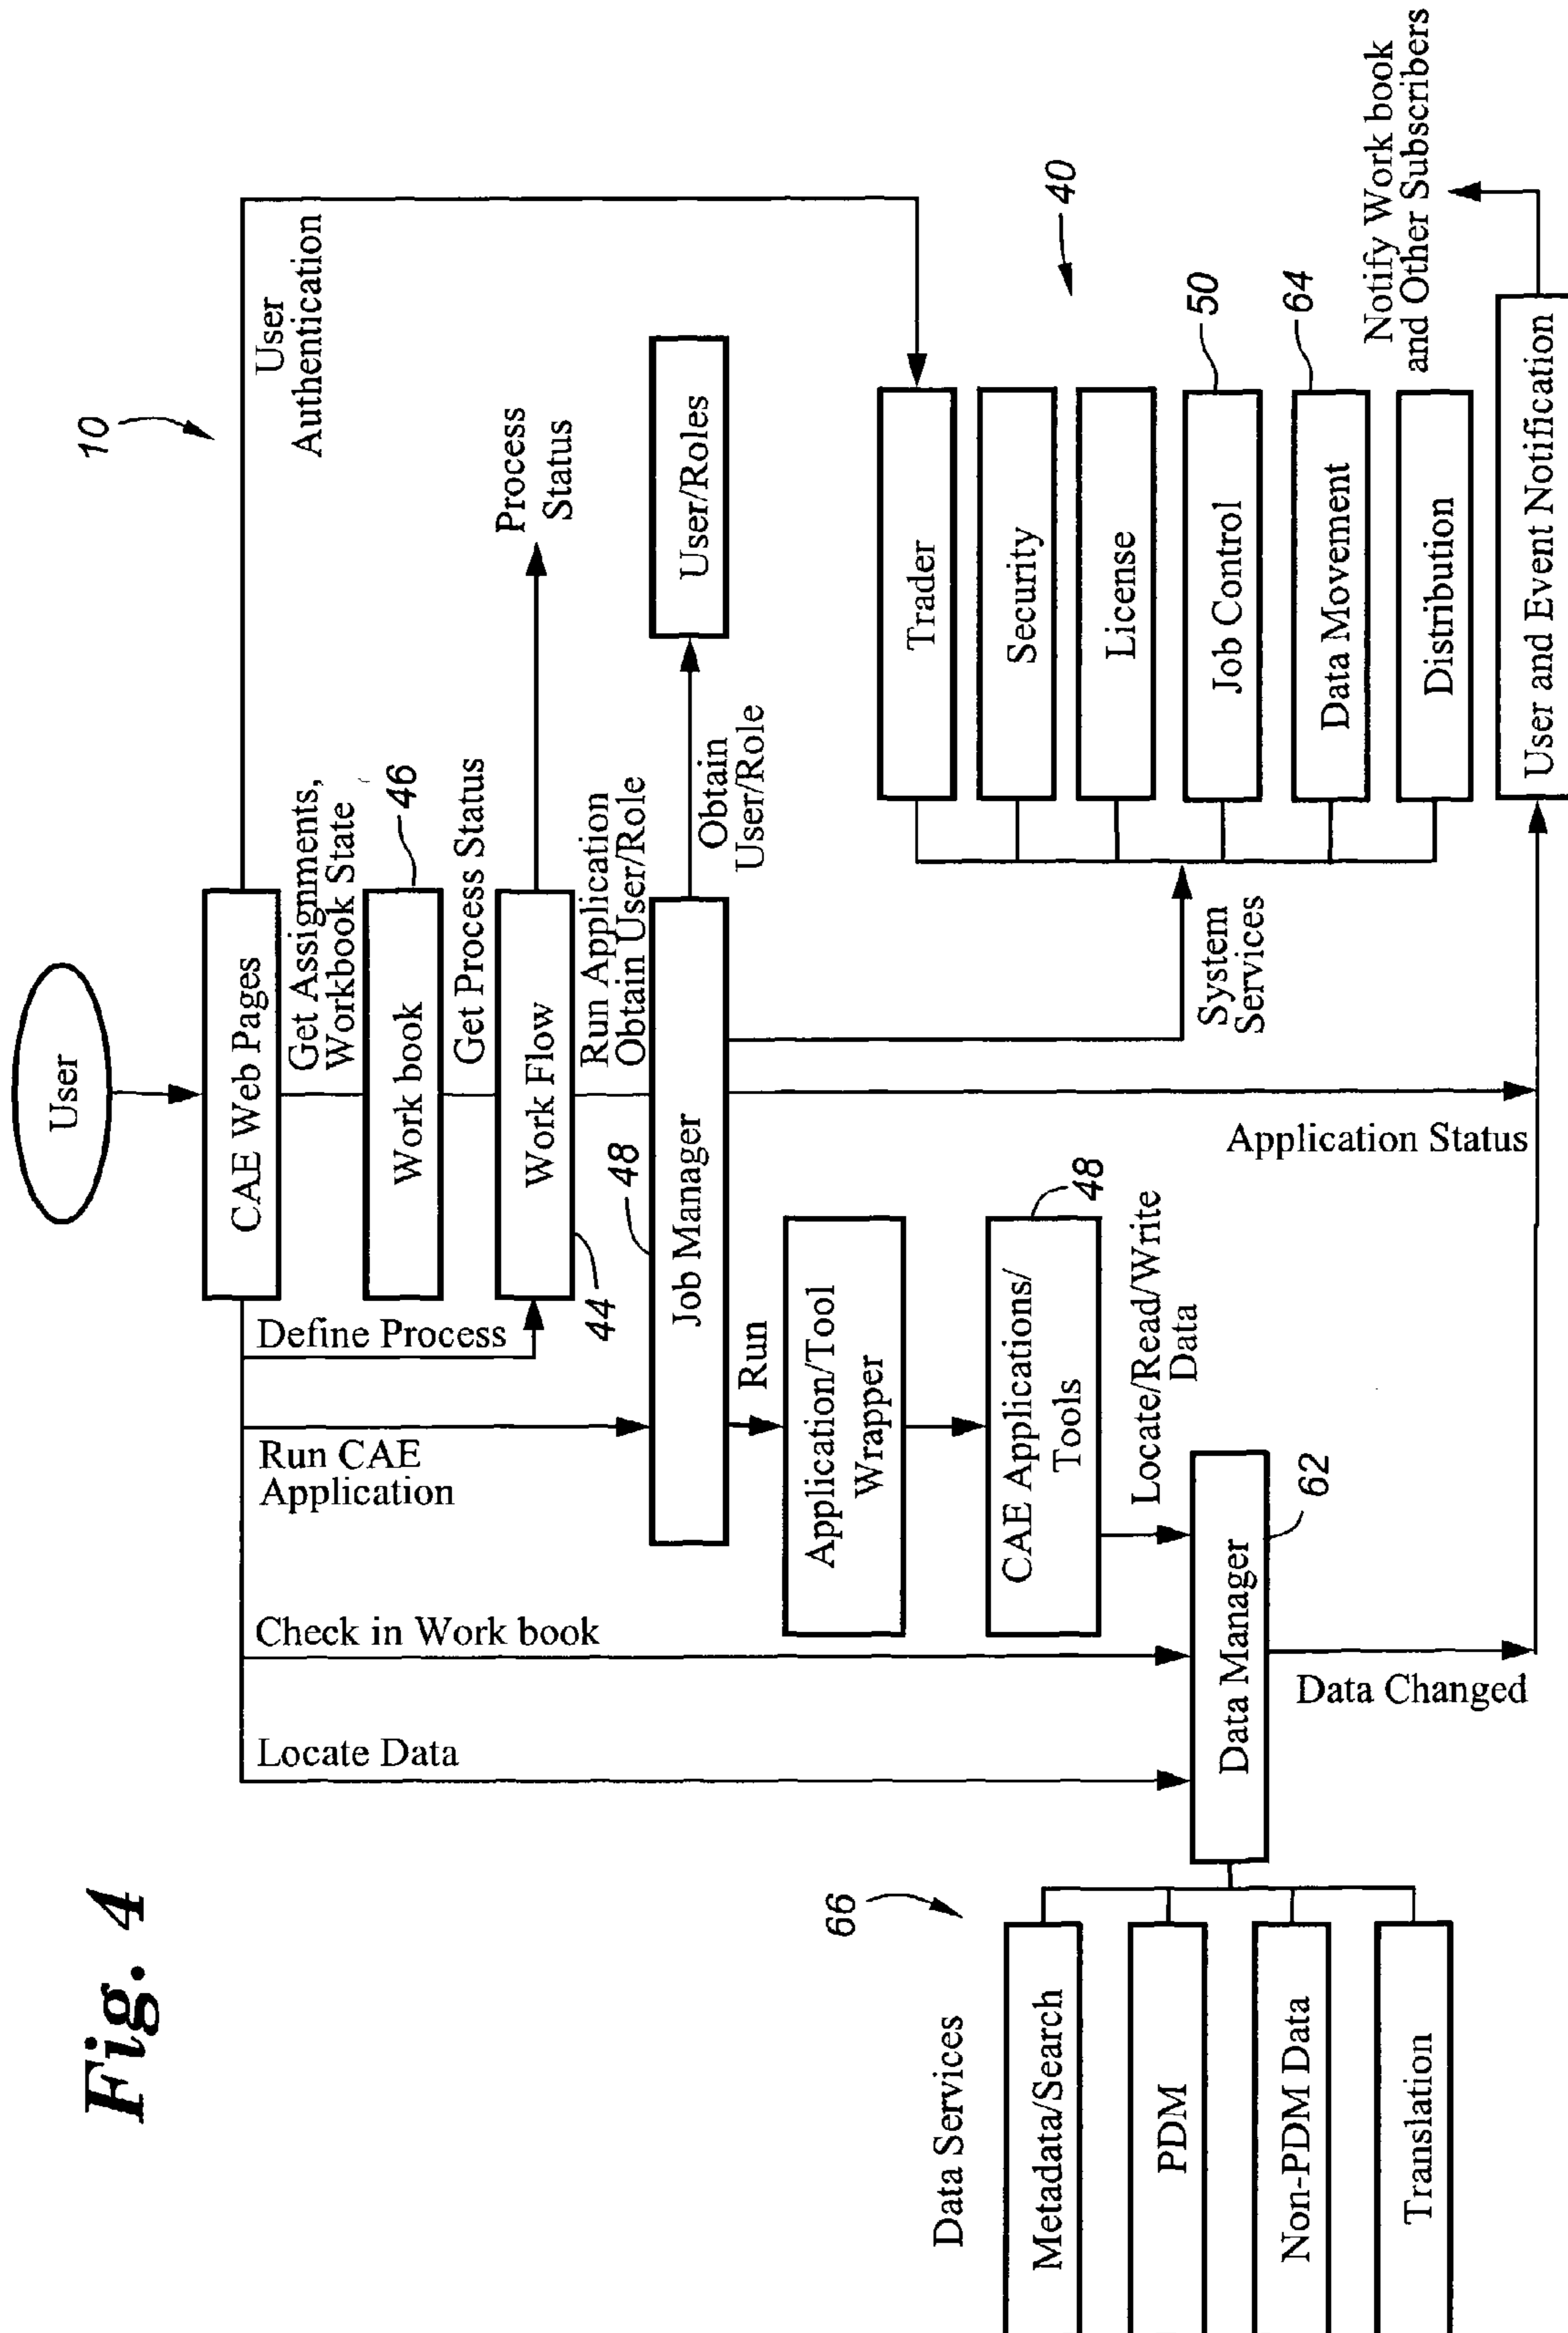 Fig. 4
10
User
CAE Web Pages
User
Authentication
Get Assignments,
Workbook State
Work book
46
Get Process Status
Work Flow
44
Process
Status
Define Process
Run Application
Obtain User/Role
Run CAE
Application
Job Manager
48
Obtain
User/Role
User/Roles
Check in Work book
Locate Data
Run
Application/Tool
Wrapper
CAE Applications/
Tools
48
Locate/Read/Write
Data
System
Services
40
Trader
Security
License
Job Control
50
Data Movement
64
Distribution
Data Services
66
Metadata/Search
PDM
Non-PDM Data
Translation
Data Manager
62
Data Changed
Application Status
User and Event Notification
Notify Work book
and Other Subscribers